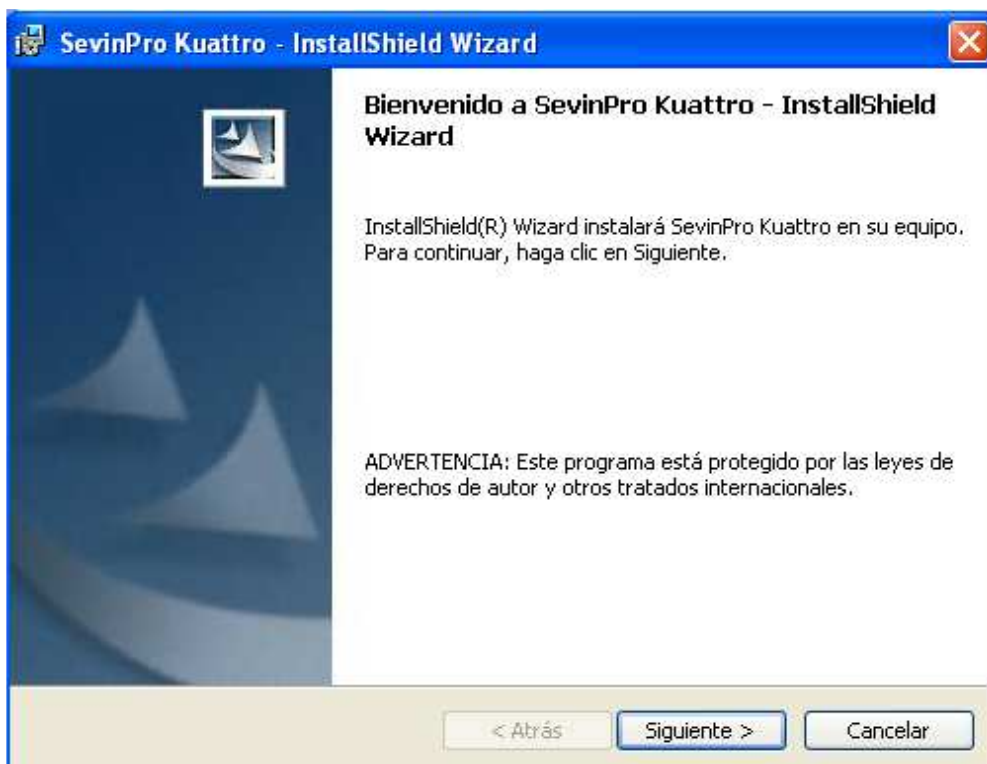 SevinPro Kuattro - InstallShield Wizard
Bienvenido a SevinPro Kuattro - InstallShield
Wizard
InstallShield(R) Wizard instalará SevinPro Kuattro en su equipo.
Para continuar, haga clic en Siguiente.
ADVERTENCIA: Este programa está protegido por las leyes de
derechos de autor y otros tratados internacionales.
< Atrás
Siguiente >
Cancelar